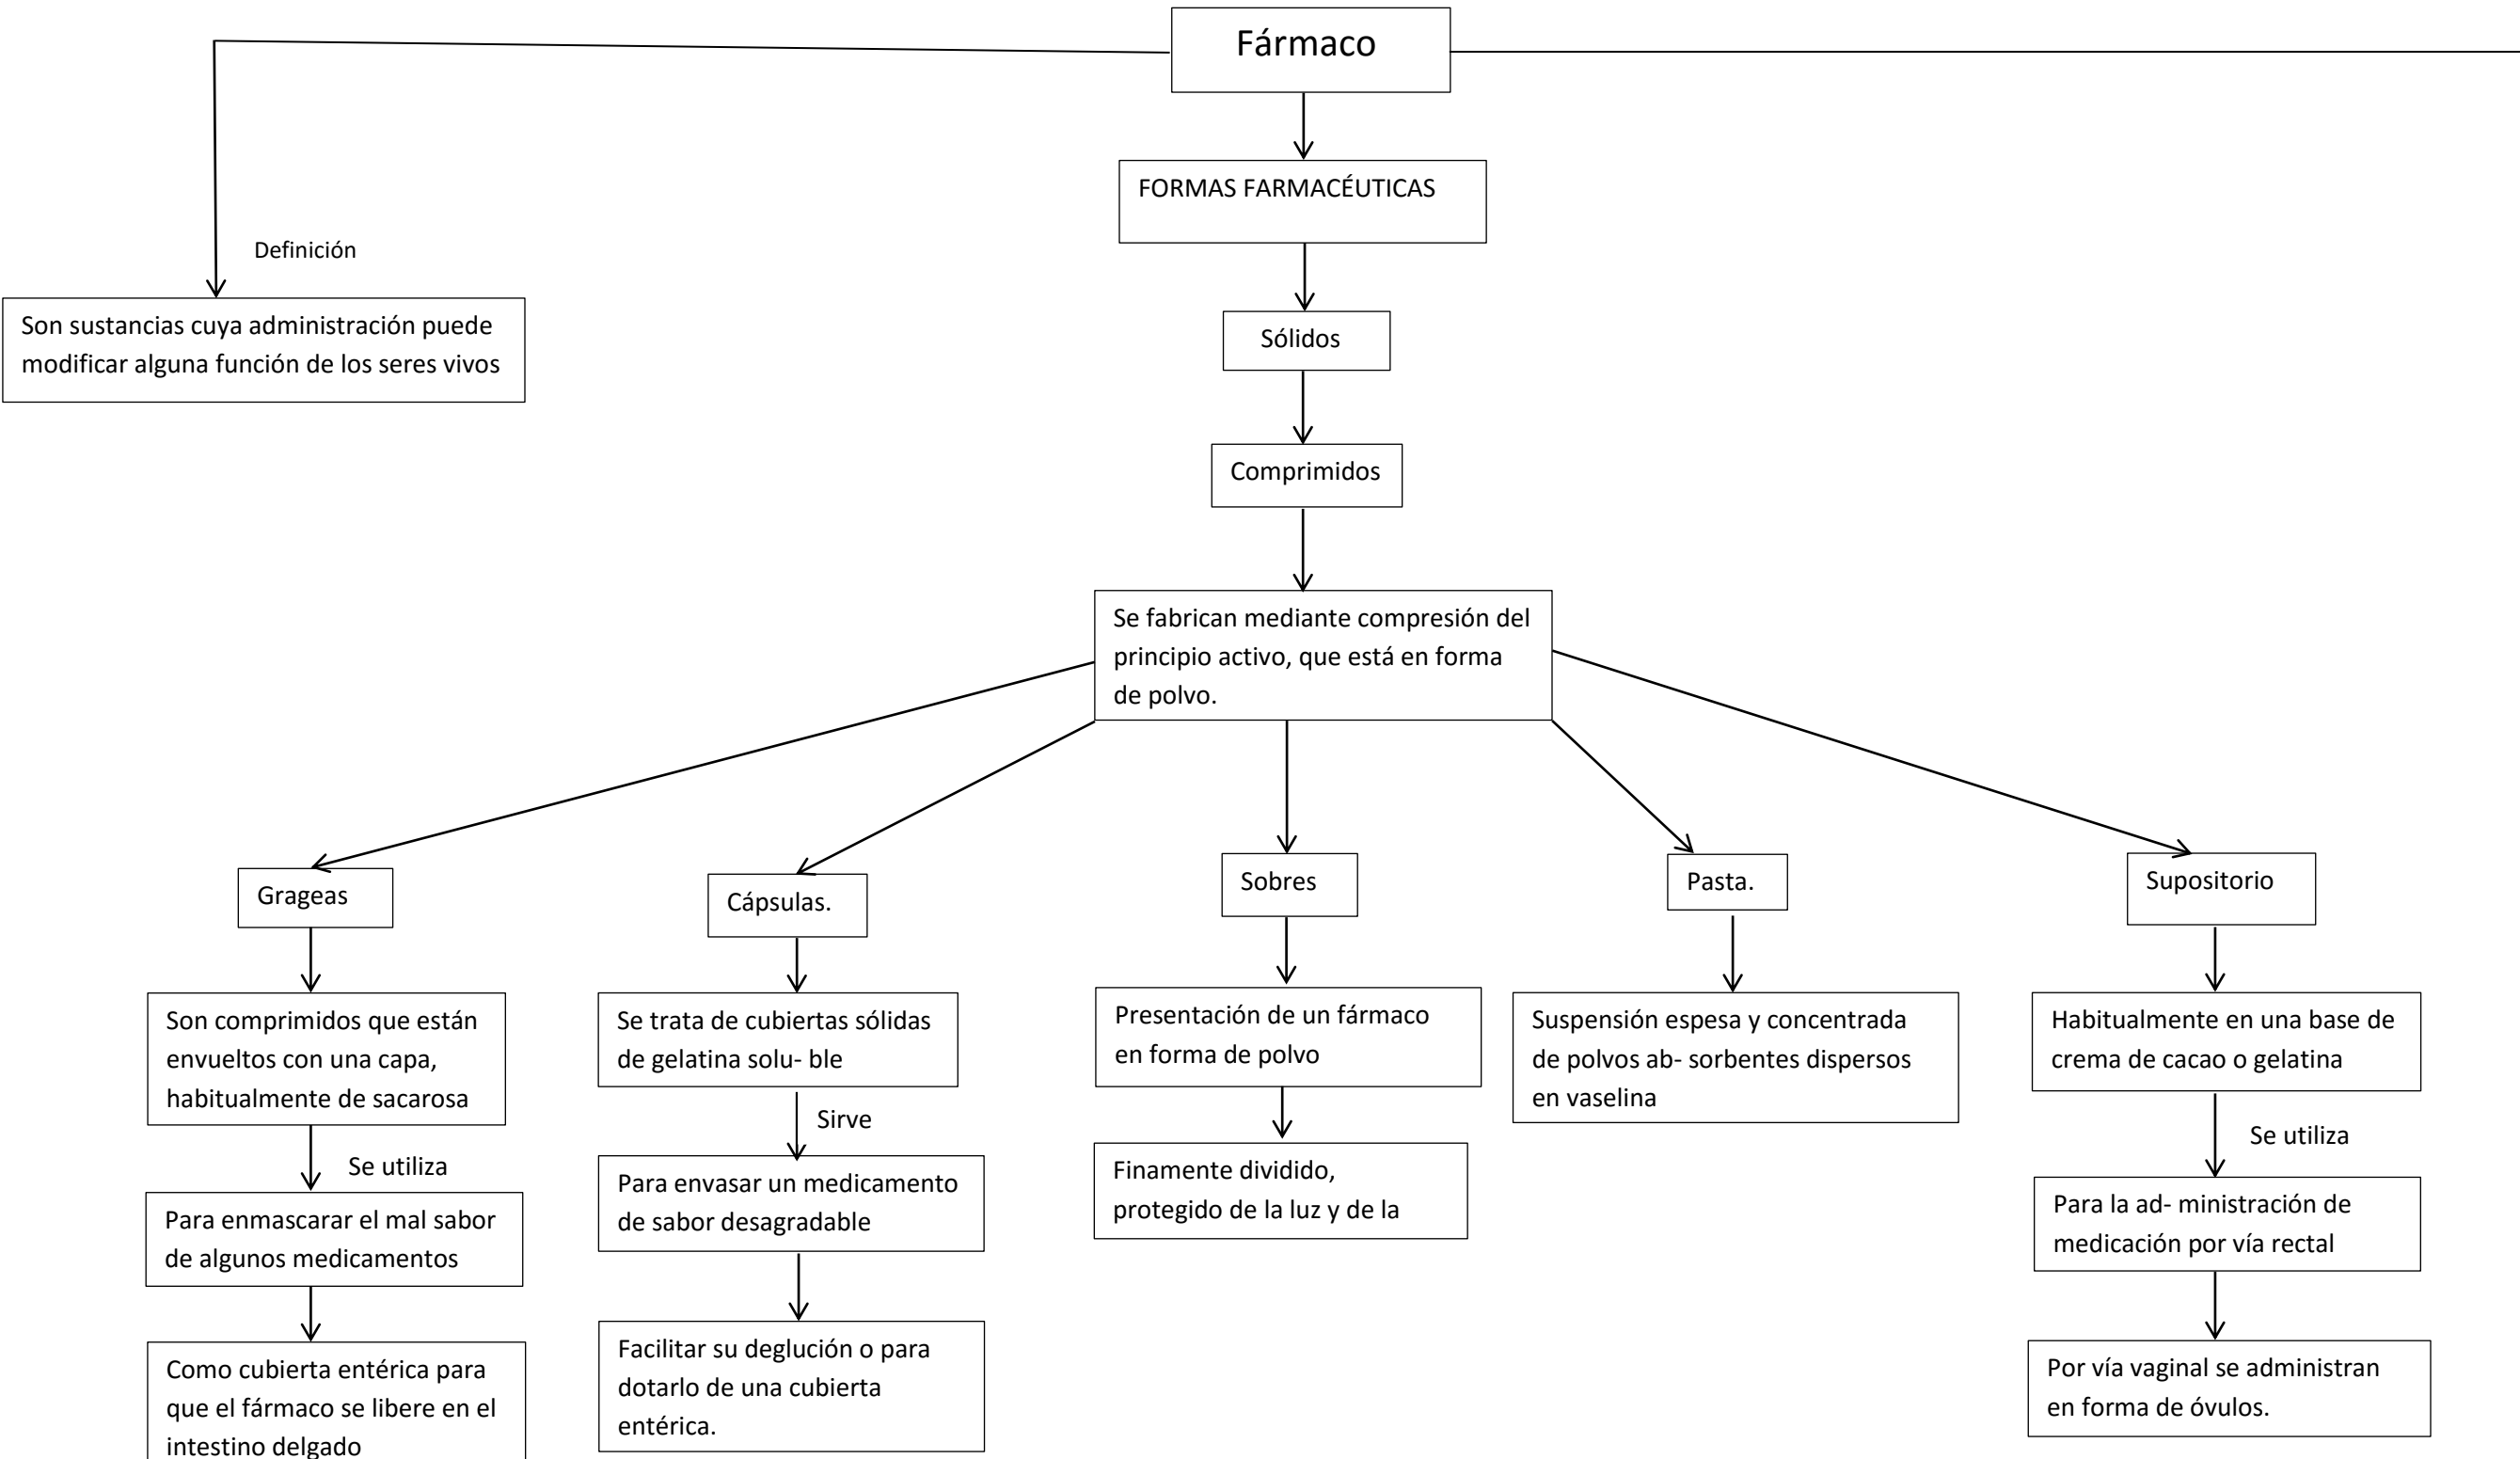 Fármaco
FORMAS FARMACÉUTICAS
Definición
Son sustancias cuya administración puede
modificar alguna función de los seres vivos
Sólidos
Comprimidos
Se fabrican mediante compresión del
principio activo, que está en forma
de polvo.
Grageas
Son comprimidos que están
envueltos con una capa,
habitualmente de sacarosa
Se utiliza
Para enmascarar el mal sabor
de algunos medicamentos
Como cubierta entérica para
que el fármaco se libere en el
intestino delgado
Cápsulas.
Se trata de cubiertas sólidas
de gelatina solu- ble
Sirve
Para envasar un medicamento
de sabor desagradable
Facilitar su deglución o para
dotarlo de una cubierta
entérica.
Sobres
Presentación de un fármaco
en forma de polvo
Finamente dividido,
protegido de la luz y de la
Pasta.
Suspensión espesa y concentrada
de polvos ab- sorbentes dispersos
en vaselina
Supositorio
Habitualmente en una base de
crema de cacao o gelatina
Se utiliza
Para la ad- ministración de
medicación por vía rectal
Por vía vaginal se administran
en forma de óvulos.